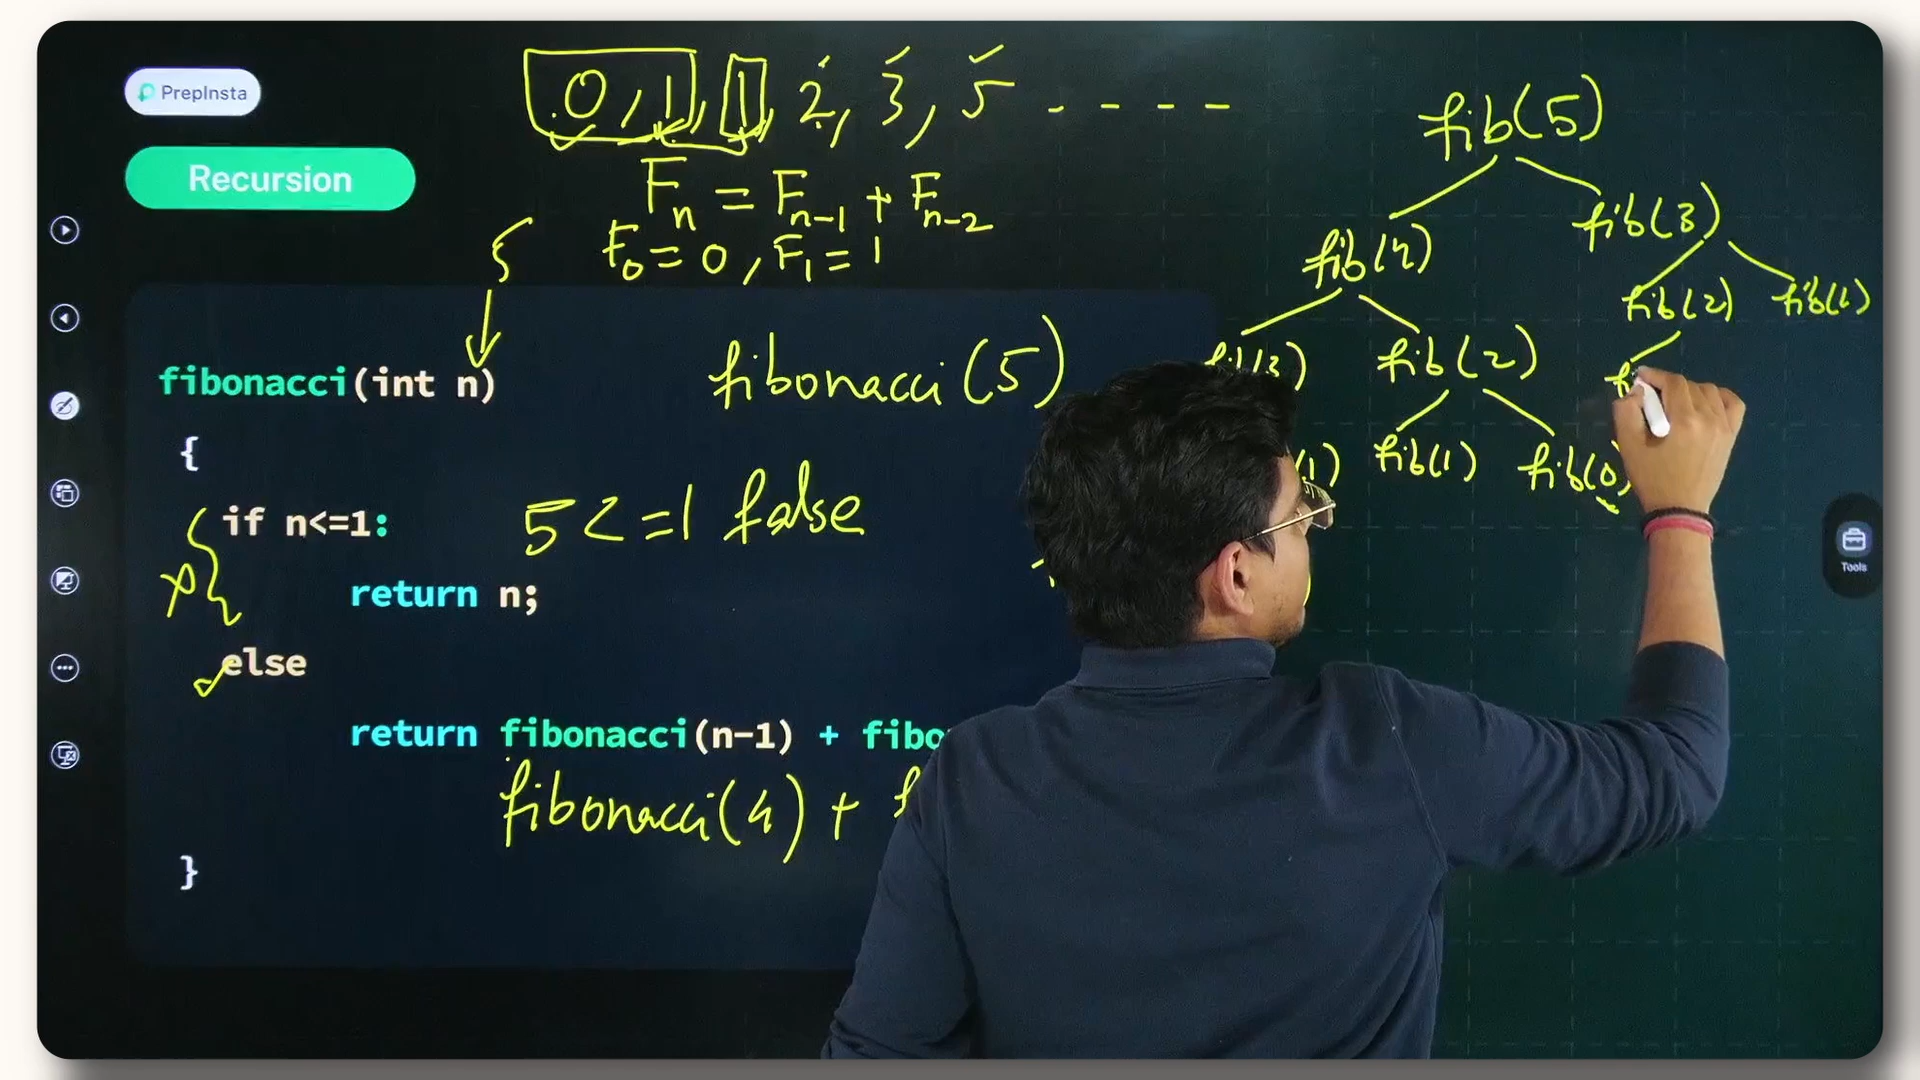 PrepInsta
Recursion
0, 1, 1, 2, 3, 5 - - - -
Fn = Fn-1 + Fn-2
F0 = 0, F1 = 1
5
fibonacci(int n)
{
if n<=1:
return n;
else
return fibonacci(n-1) + fibo
}
fibonacci (5)
5 <=1 false
fibonacci(4) +
fib(5)
fib(4) fib(3)
fib(2) fib(2) fib(1)
fib(1) fib(0)
Tools